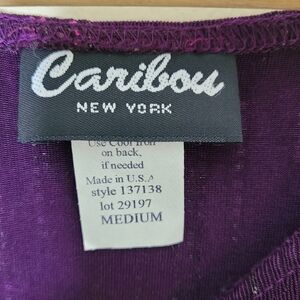 Caribou
NEW YORK
Use Cool Iron
on back,
if needed
Made in U.S.A
style 137138
lot 29197
MEDIUM